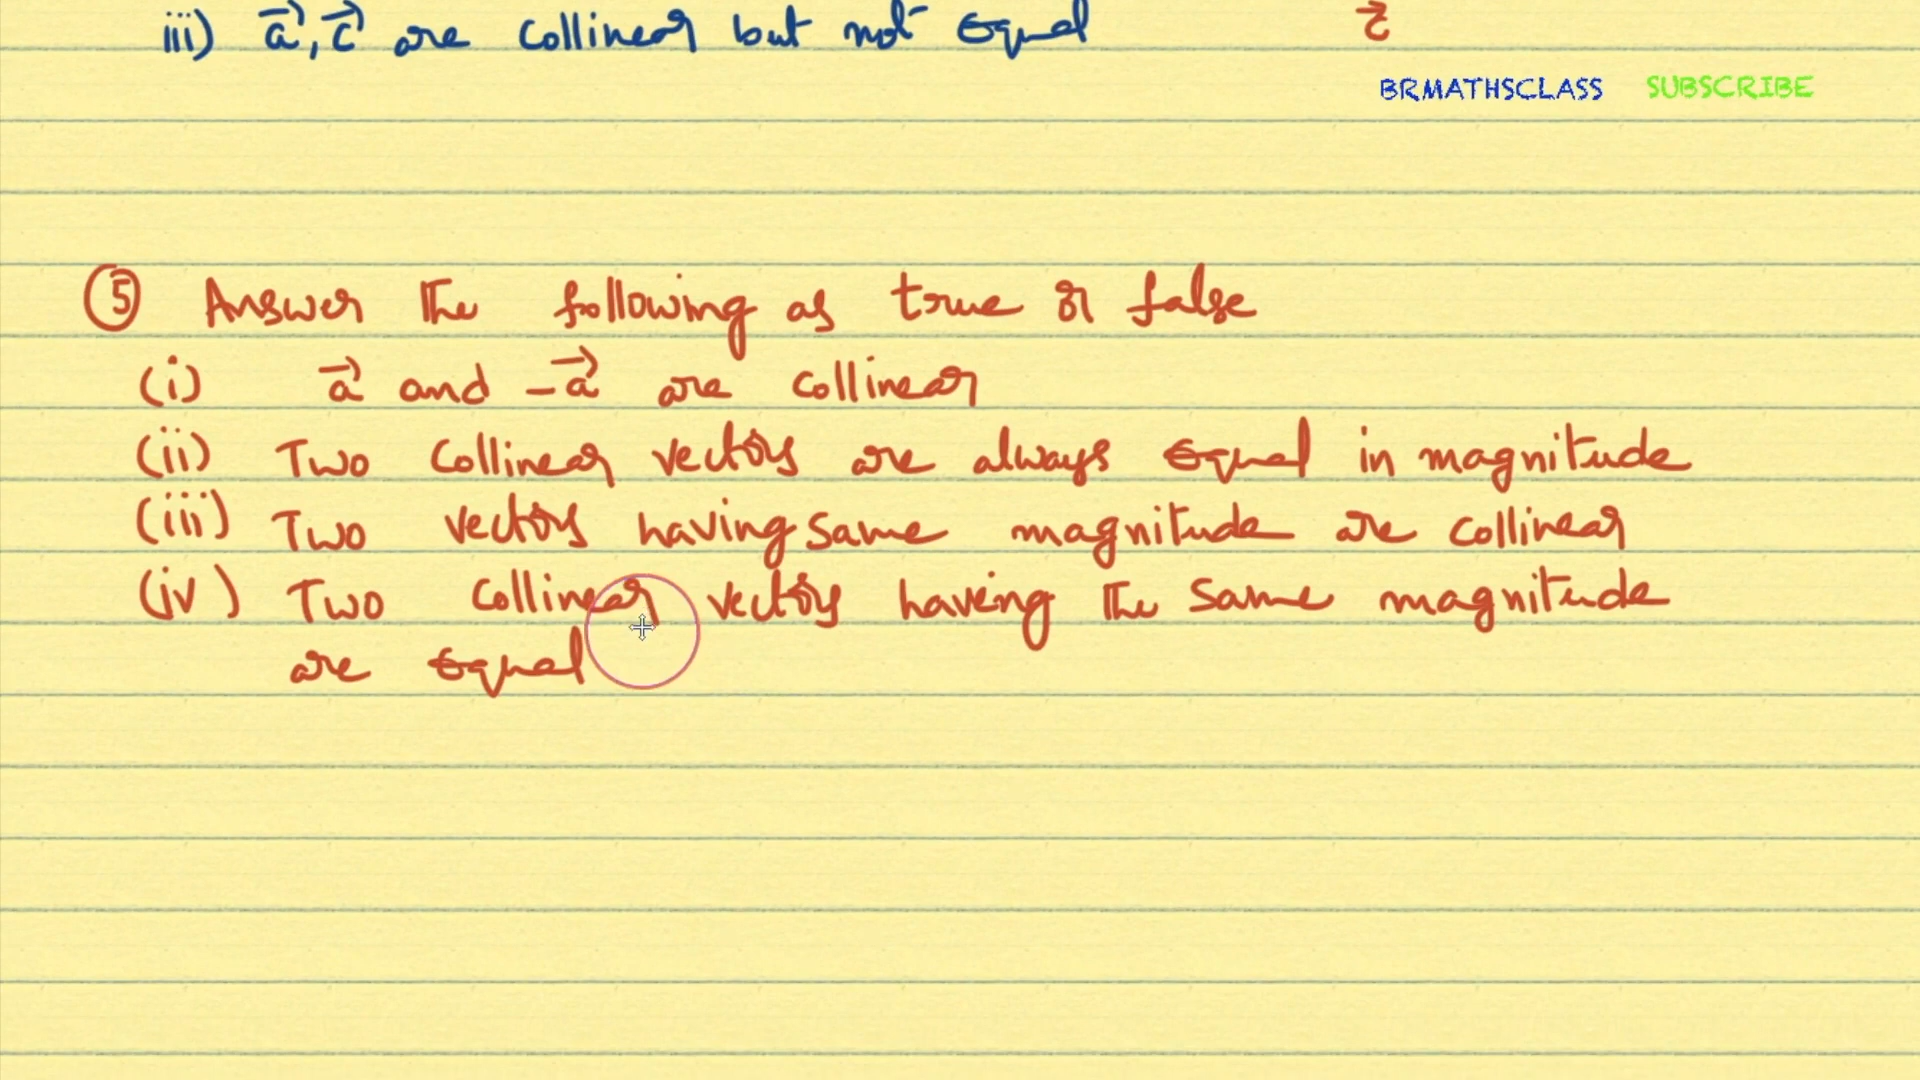 iii) a⃗, c⃗ are collinear but not equal
c⃗
BRMATHSCLASS SUBSCRIBE
⑤ Answer the following as true or false
(i) a⃗ and -a⃗ are collinear
(ii) Two collinear vectors are always equal in magnitude
(iii) Two vectors having same magnitude are collinear
(iv) Two collinear vectors having the same magnitude
are equal